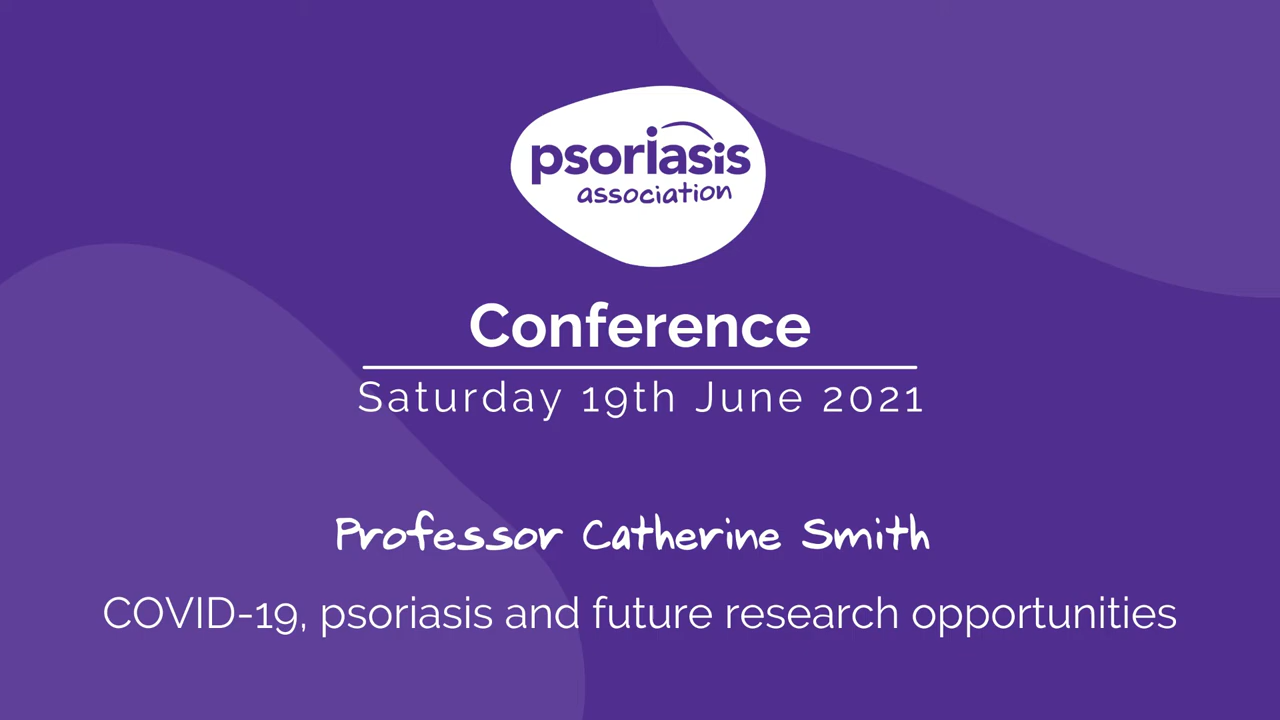 psoriasis
association
Conference
Saturday 19th June 2021
Professor Catherine Smith
COVID-19, psoriasis and future research opportunities